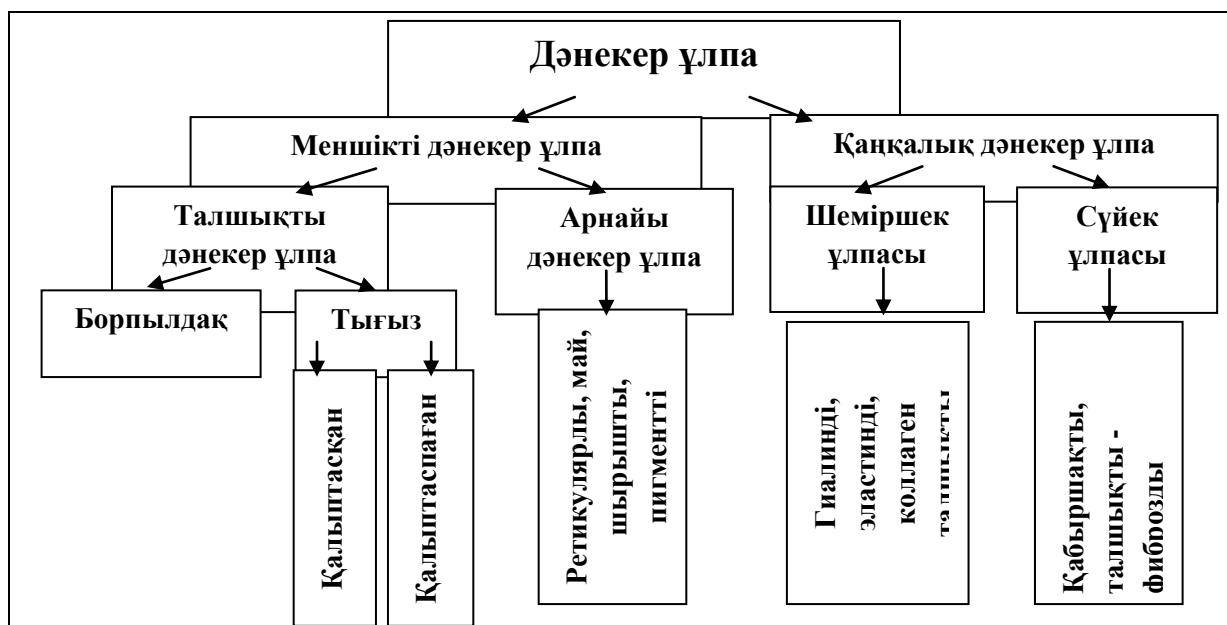 Дәнекер ұлпа
Меншікті дәнекер ұлпа
Қаңқалық дәнекер ұлпа
Талшықты
дәнекер ұлпа
Арнайы
дәнекер ұлпа
Шеміршек
ұлпасы
Сүйек
ұлпасы
Борпылдақ
Тығыз
Қалыптасқан
Қалыптаспаған
Ретикулярлы, май,
шырышты,
пигментті
Гиалинді,
эластинді,
коллаген
Қабыршақты,
талшықты -
фиброзды